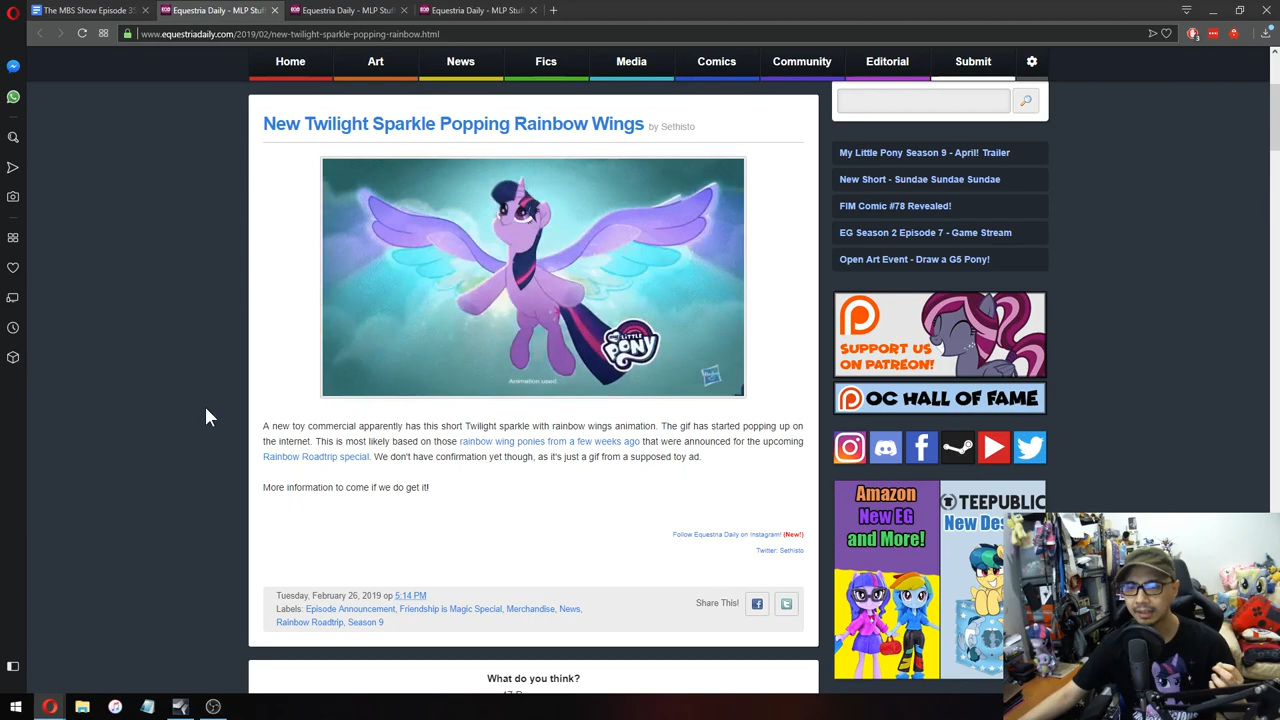 The MBS Show Episode 35
Equestria Daily - MLP Stuff
Equestria Daily - MLP Stuff
Equestria Daily - MLP Stuff
www.equestriadaily.com/2019/02/new-twilight-sparkle-popping-rainbow.html
3
Home Art News Fics Media Comics Community Editorial Submit
New Twilight Sparkle Popping Rainbow Wings by Sethisto
MY LITTLE PONY
Animation used.
Hasbro
A new toy commercial apparently has this short Twilight sparkle with rainbow wings animation. The gif has started popping up on
the internet. This is most likely based on those rainbow wing ponies from a few weeks ago that were announced for the upcoming
Rainbow Roadtrip special. We don't have confirmation yet though, as it's just a gif from a supposed toy ad.
More information to come if we do get it!
Follow Equestria Daily on Instagram! (New!)
Twitter: Sethisto
Tuesday, February 26, 2019 op 5:14 PM
Labels: Episode Announcement, Friendship is Magic Special, Merchandise, News,
Rainbow Roadtrip, Season 9
Share This!
What do you think?
My Little Pony Season 9 - April! Trailer
New Short - Sundae Sundae Sundae
FIM Comic #78 Revealed!
EG Season 2 Episode 7 - Game Stream
Open Art Event - Draw a G5 Pony!
SUPPORT US
ON PATREON!
OC HALL OF FAME
Amazon
New EG
and More!
TEEPUBLIC
New Des